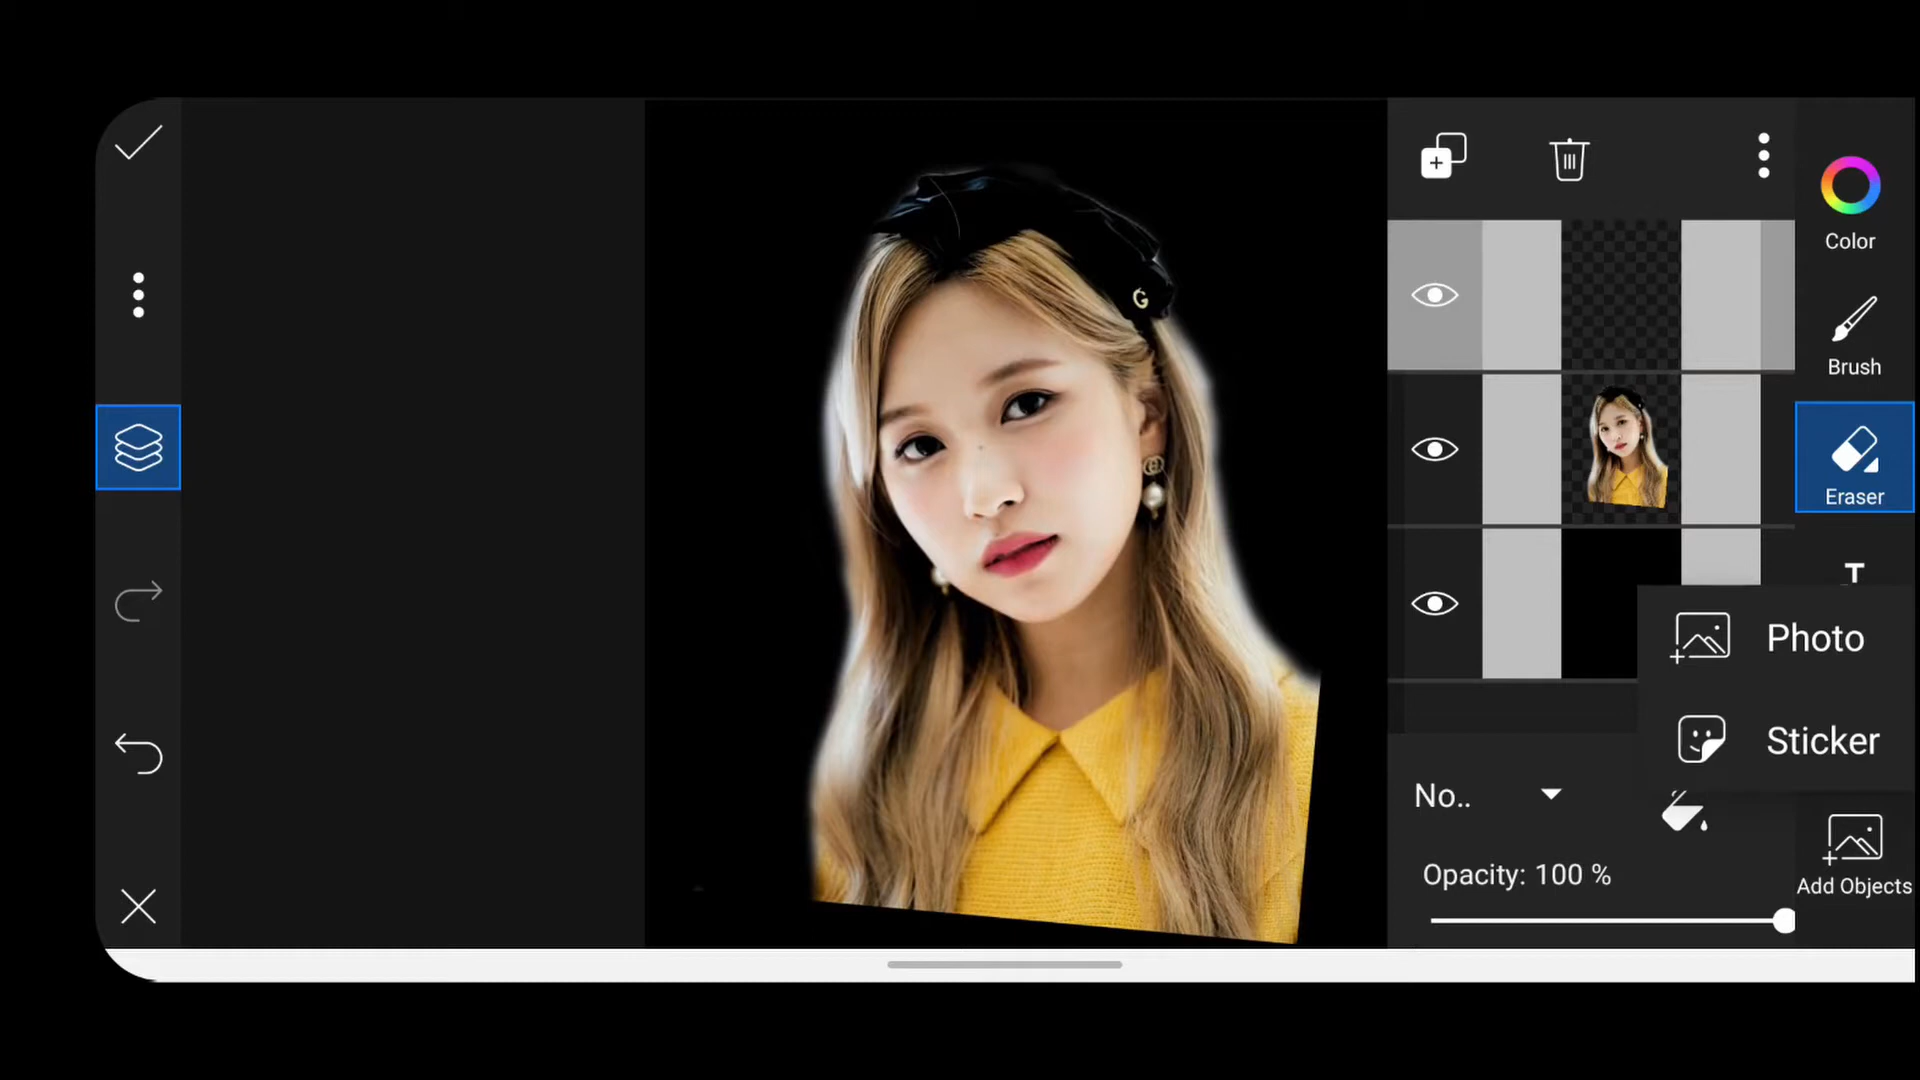 Color
Brush
Eraser
T
Photo
Sticker
No..
Opacity: 100 %
Add Objects
G